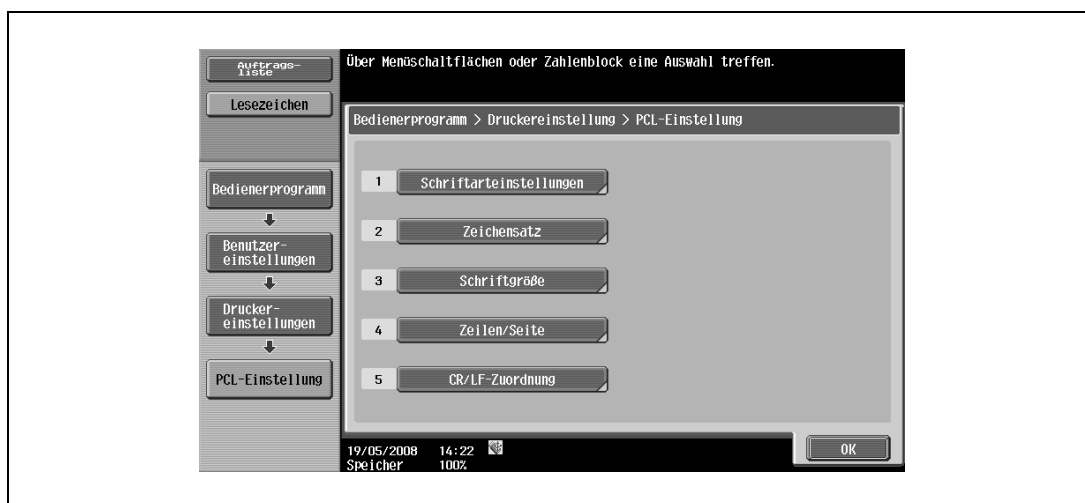 Auftrags-
liste
Lesezeichen
Bedienerprogramm
Benutzer-
einstellungen
Drucker-
einstellungen
PCL-Einstellung
Über Menüschaltflächen oder Zahlenblock eine Auswahl treffen.
Bedienerprogramm > Druckereinstellung > PCL-Einstellung
1 Schriftarteinstellungen
2 Zeichensatz
3 Schriftgröße
4 Zeilen/Seite
5 CR/LF-Zuordnung
19/05/2008 14:22
Speicher 100%
OK